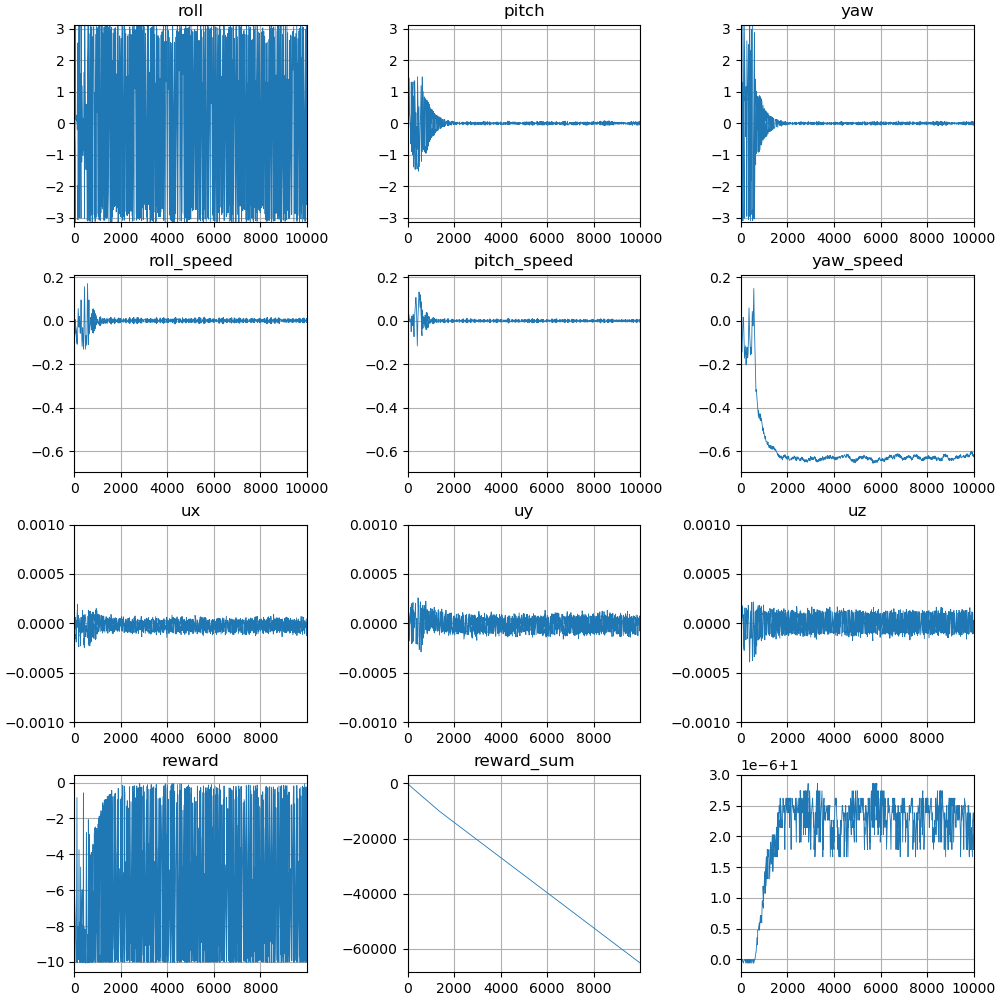 roll pitch yaw
3 3 3
2 2 2
1 1 1
0 0 0
−1 −1 −1
−2 −2 −2
−3 −3 −3
0 2000 4000 6000 8000 10000 0 2000 4000 6000 8000 10000 0 2000 4000 6000 8000 10000
roll_speed pitch_speed yaw_speed
0.2 0.2 0.2
0.0 0.0 0.0
−0.2 −0.2 −0.2
−0.4 −0.4 −0.4
−0.6 −0.6 −0.6
0 2000 4000 6000 8000 10000 0 2000 4000 6000 8000 10000 0 2000 4000 6000 8000 10000
ux uy uz
0.0010 0.0010 0.0010
0.0005 0.0005 0.0005
0.0000 0.0000 0.0000
−0.0005 −0.0005 −0.0005
−0.0010 −0.0010 −0.0010
0 2000 4000 6000 8000 0 2000 4000 6000 8000 0 2000 4000 6000 8000
reward reward_sum 1e−6+1
0 0 3.0
−2 −20000 2.5
−4 −40000 2.0
−6 −60000 1.5
−8 1.0
−10 0.5
0.0
0 2000 4000 6000 8000 0 2000 4000 6000 8000 0 2000 4000 6000 8000 10000